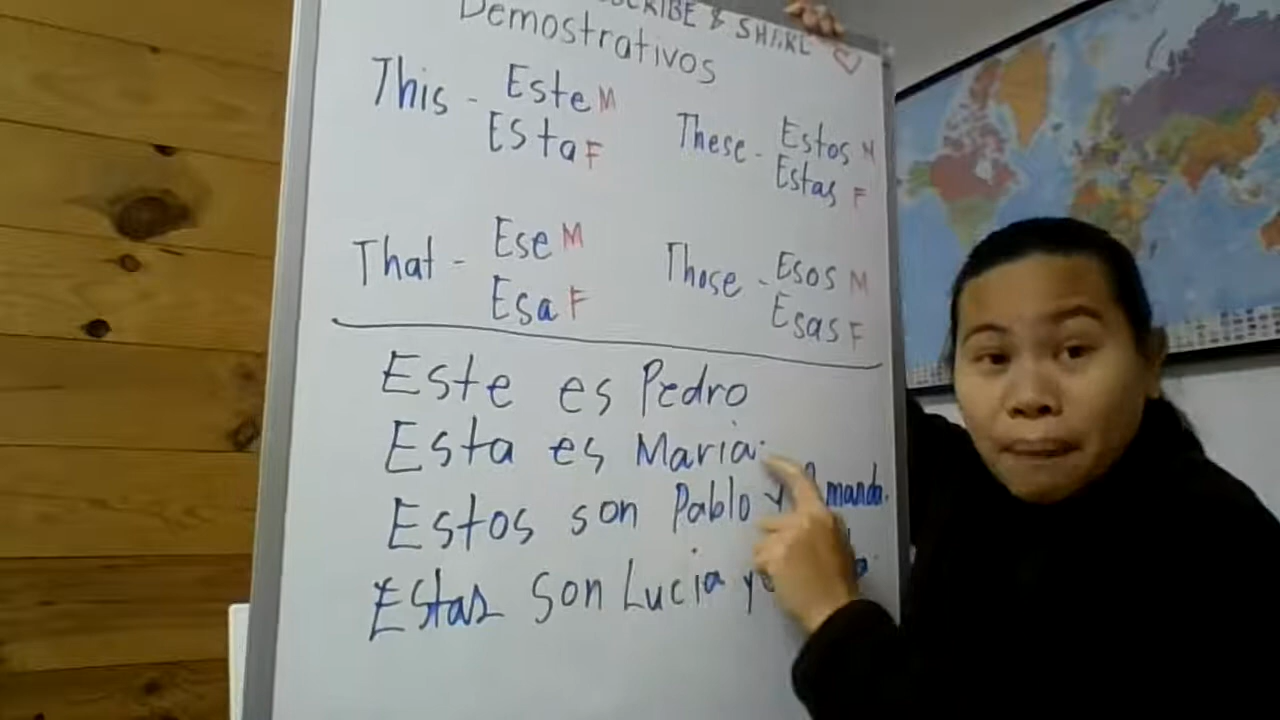 & SHARE
Demostrativos
This - Este M
Esta F
These - Estos M
Estas F
That - Ese M
Esa F
Those - Esos M
Esas F
Este es Pedro
Esta es Maria.
Estos son Pablo y
Estas son Lucia y